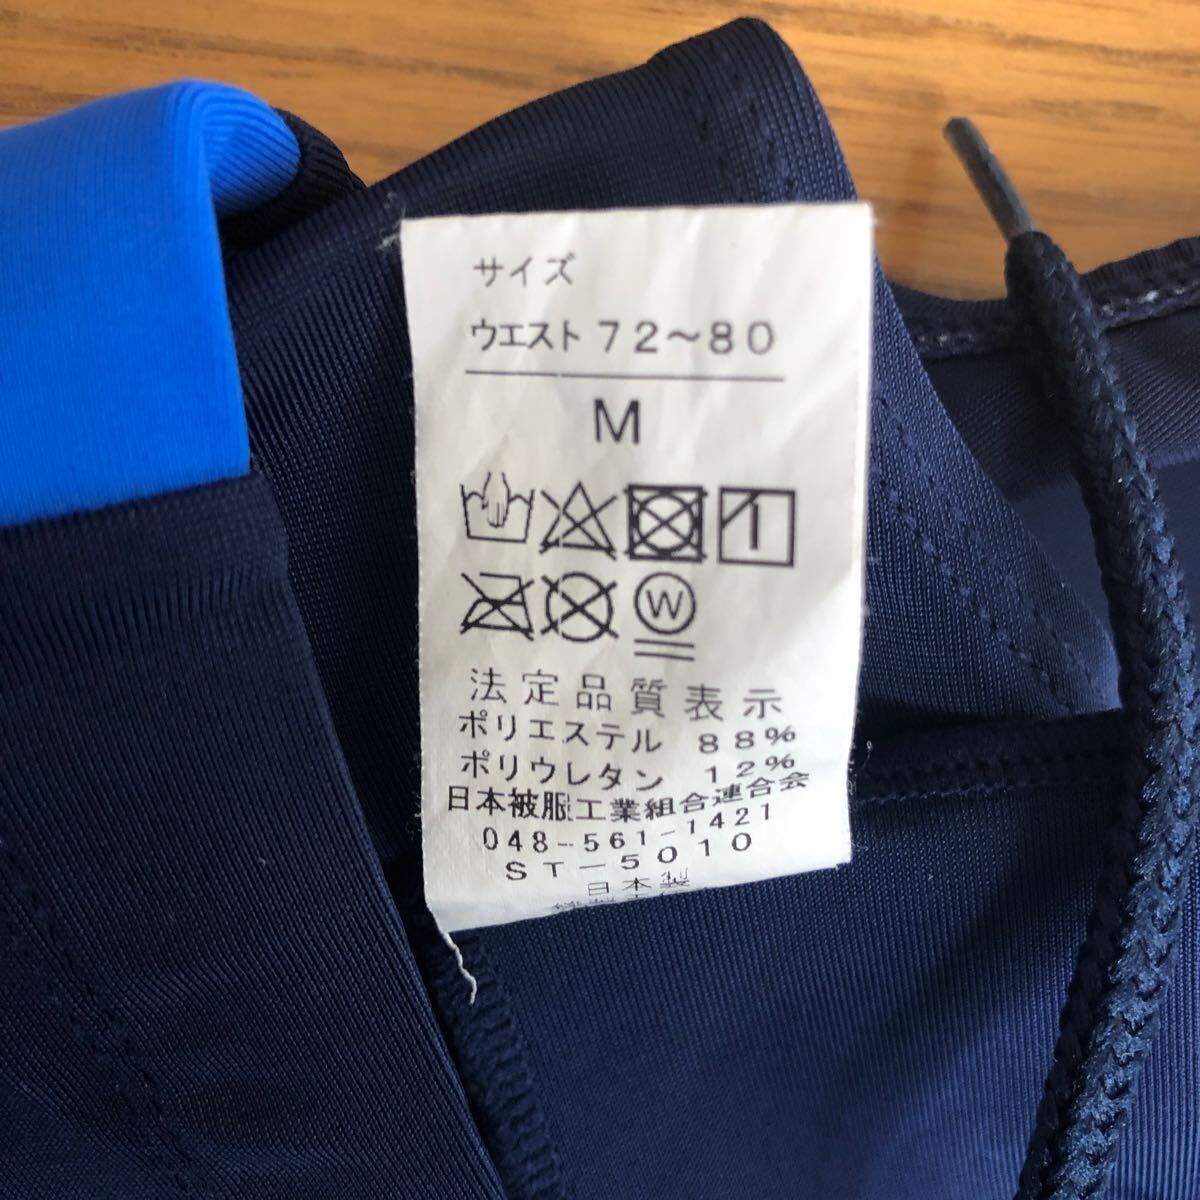 サイズ
ウエスト 72～80
M
W
法定品質表示
ポリエステル 88%
ポリウレタン 12%
日本被服工業組合連合会
048-561-1421
ST-5010
日本製